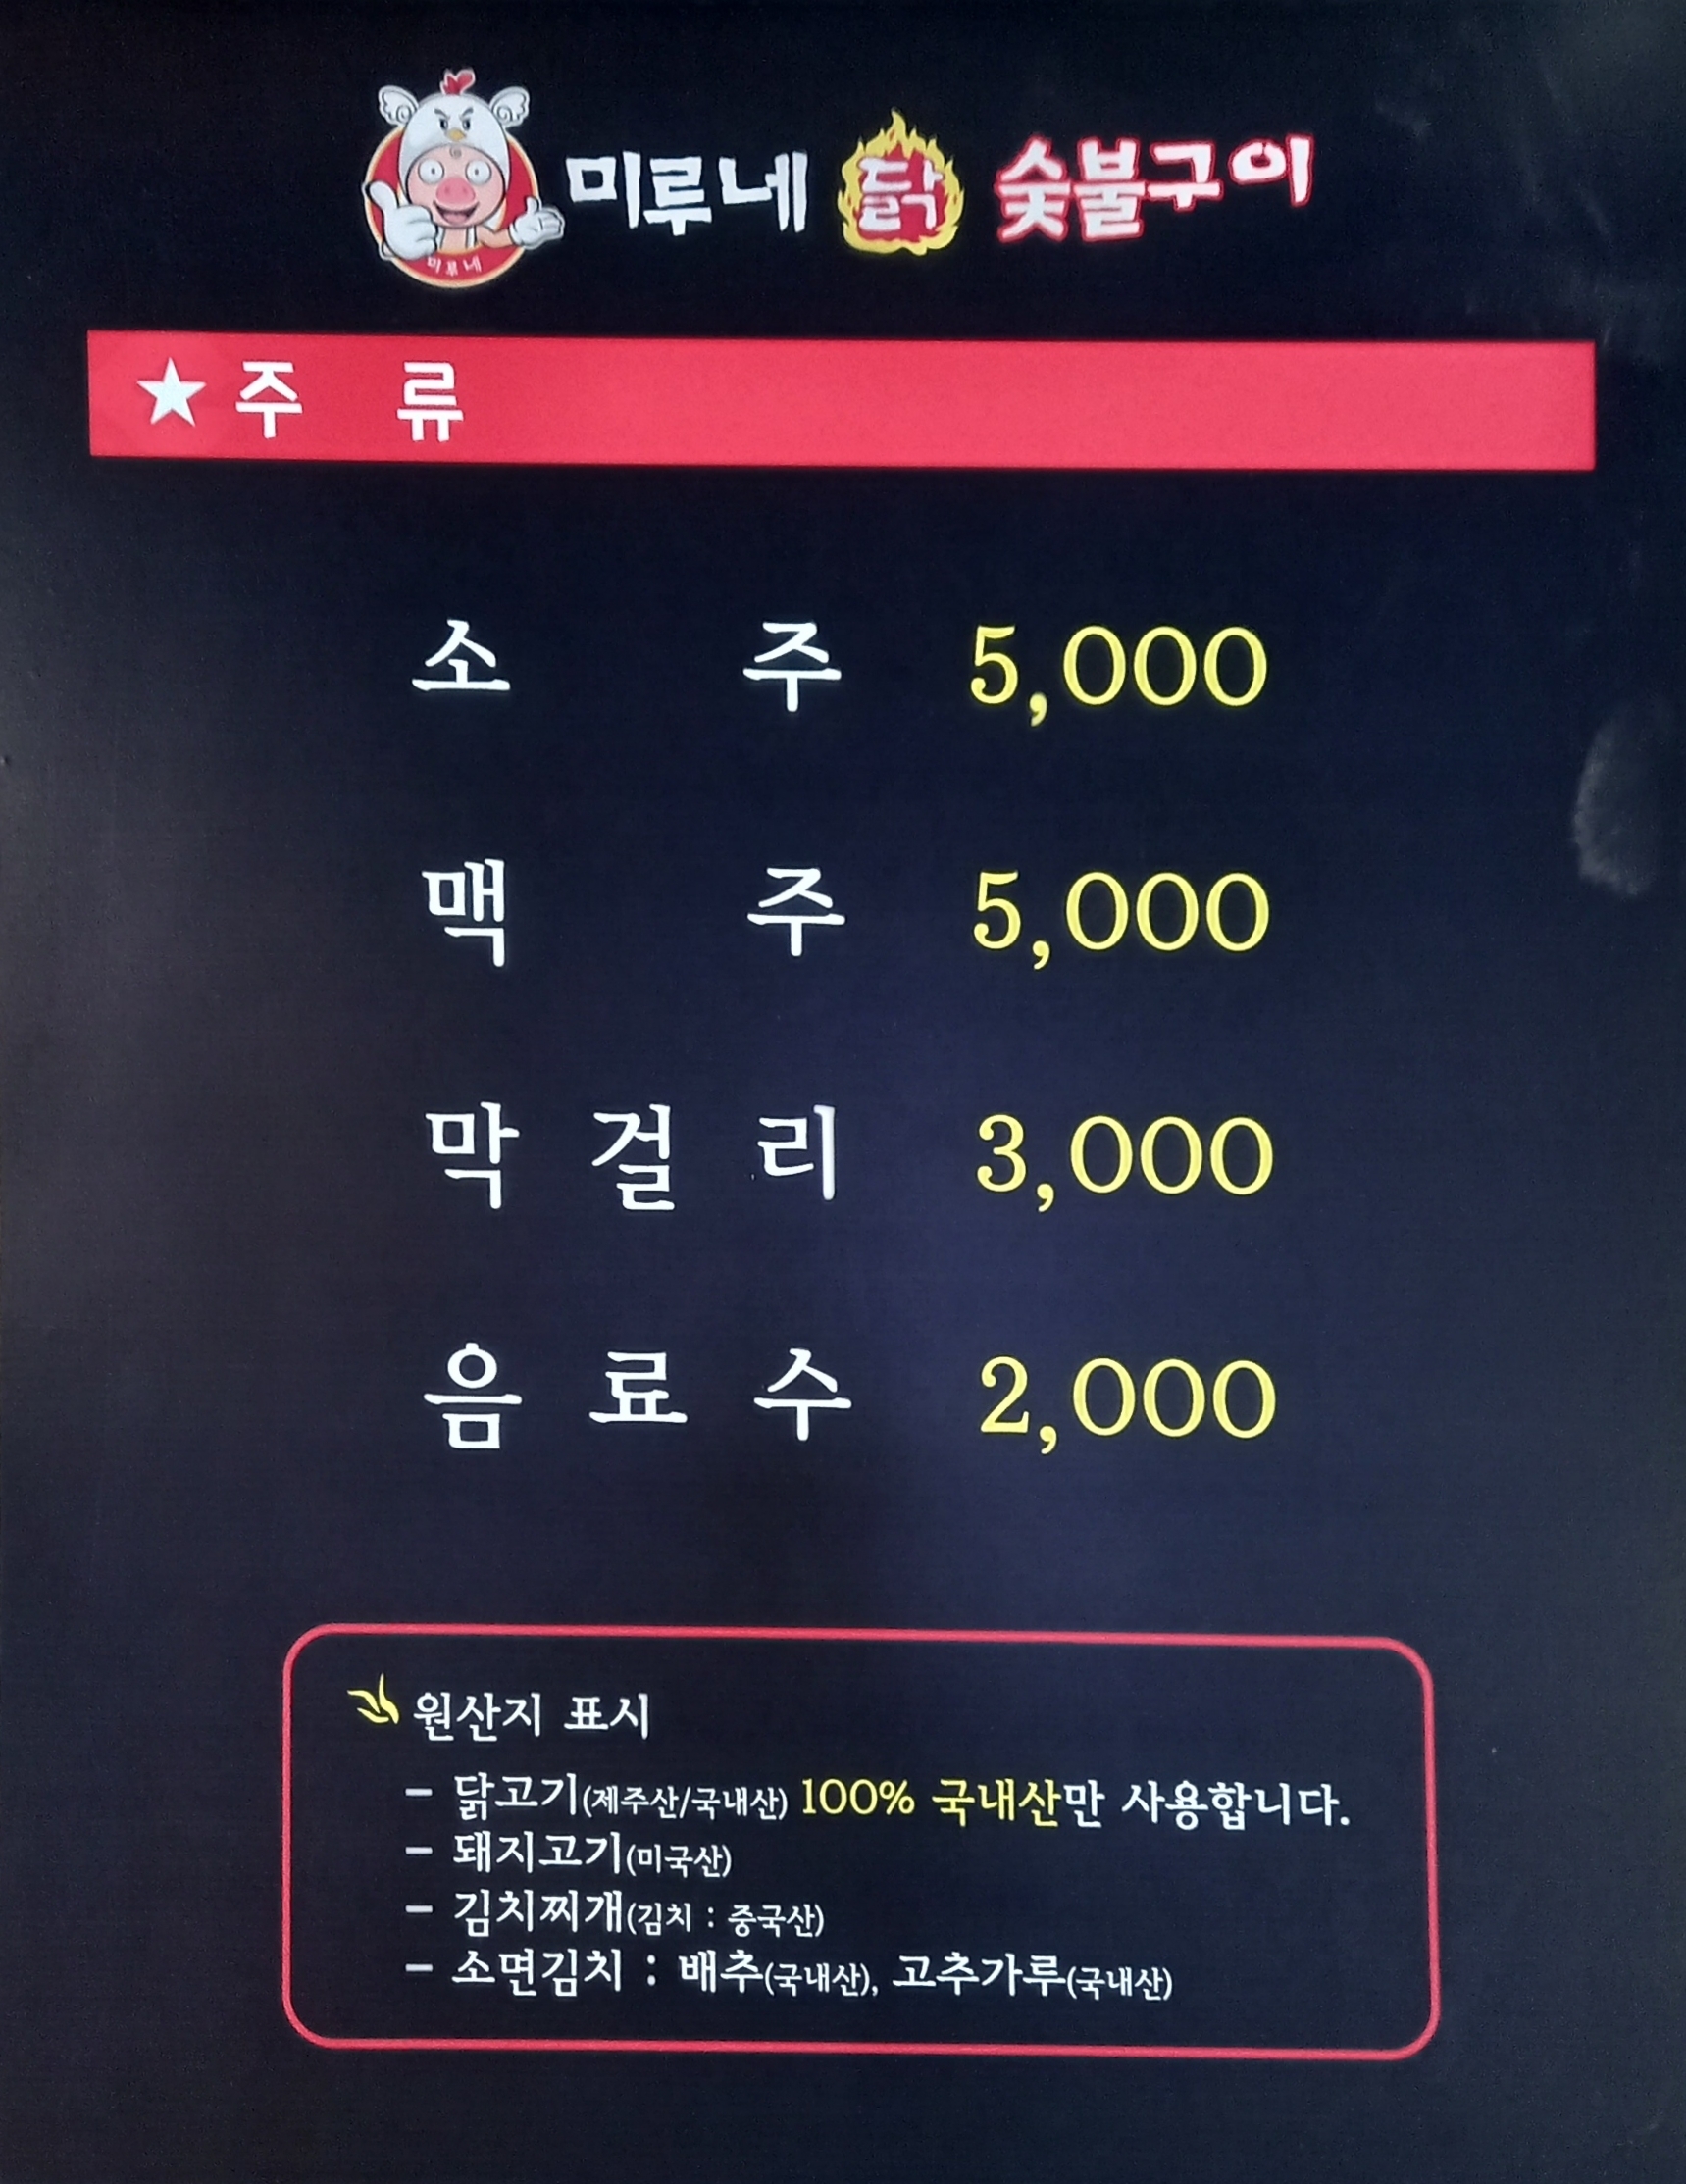 미루네 닭 숯불구이
미루네
★주 류
소 주 5,000
맥 주 5,000
막 걸 리 3,000
음 료 수 2,000
원산지 표시
- 닭고기(제주산/국내산) 100% 국내산만 사용합니다.
- 돼지고기(미국산)
- 김치찌개(김치 : 중국산)
- 소면김치 : 배추(국내산), 고추가루(국내산)